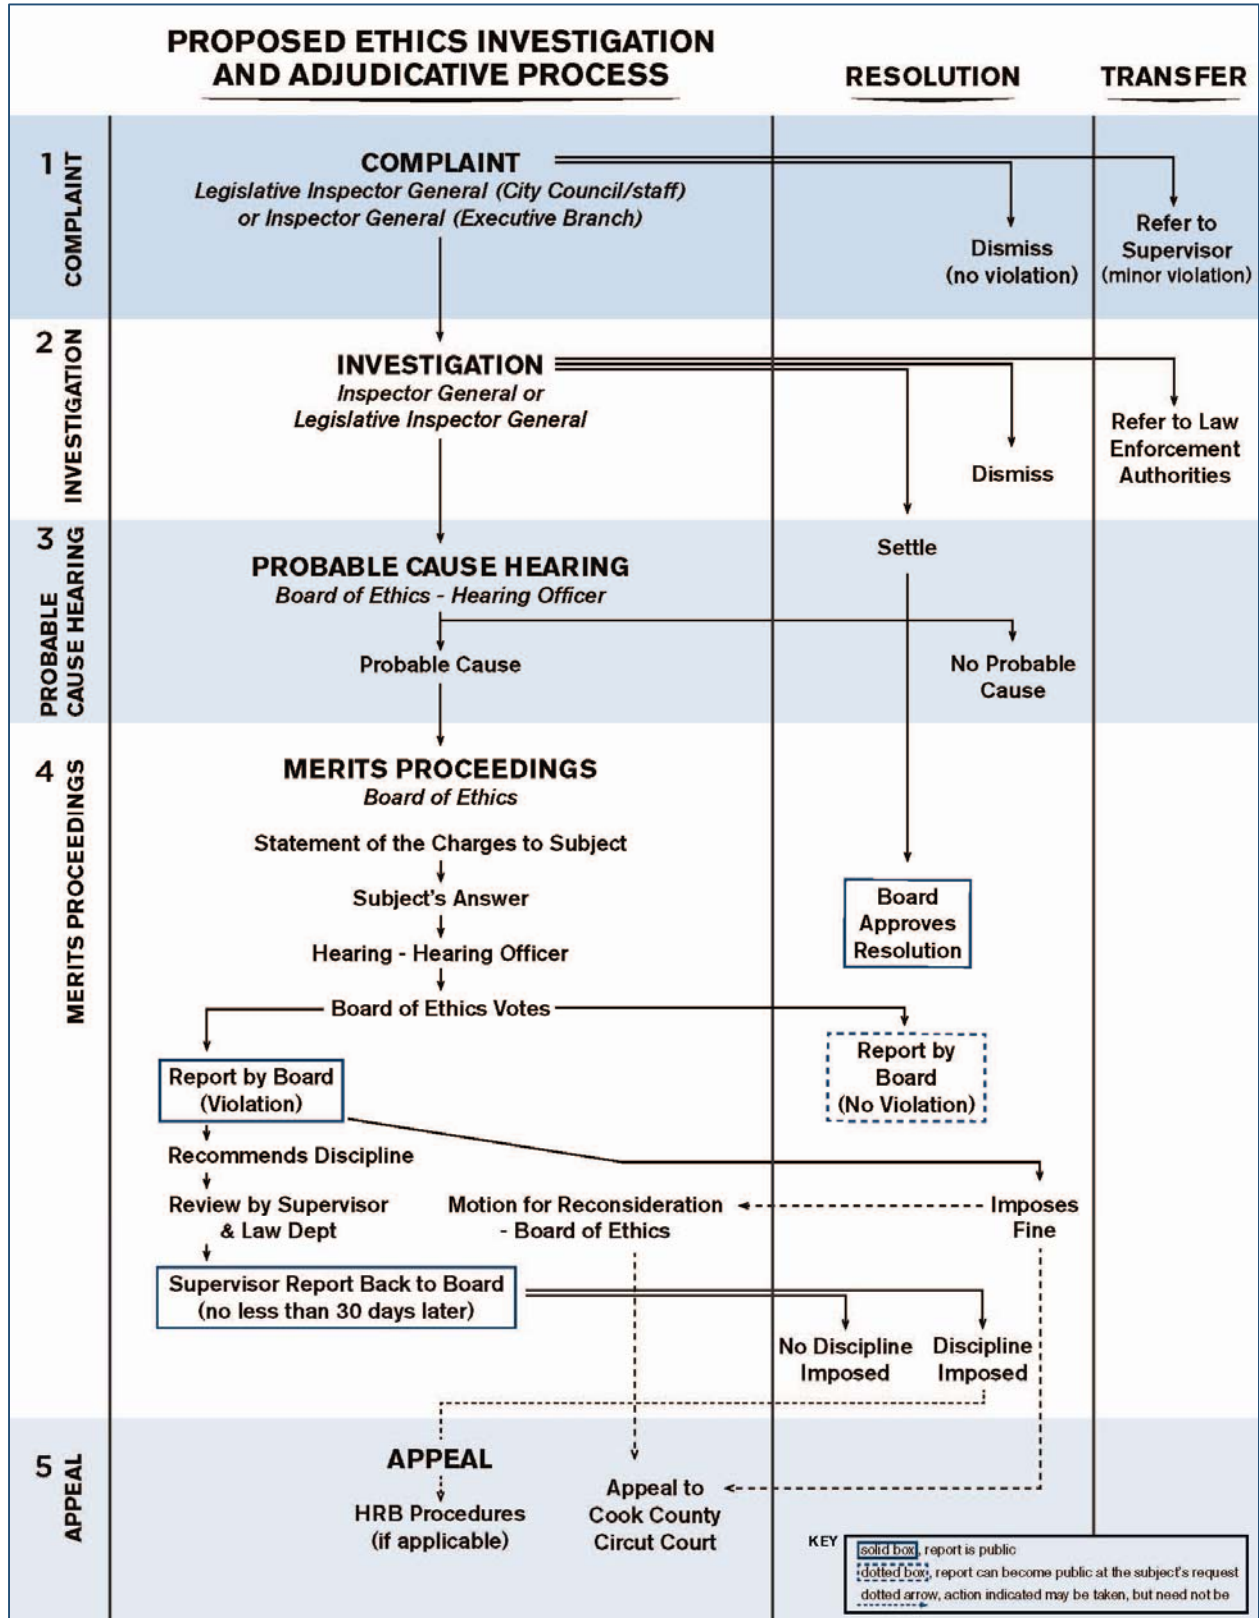 PROPOSED ETHICS INVESTIGATION
AND ADJUDICATIVE PROCESS
RESOLUTION
TRANSFER
1
COMPLAINT
COMPLAINT
Legislative Inspector General (City Council/staff)
or Inspector General (Executive Branch)
Dismiss
(no violation)
Refer to
Supervisor
(minor violation)
2
INVESTIGATION
INVESTIGATION
Inspector General or
Legislative Inspector General
Dismiss
Refer to Law
Enforcement
Authorities
3
PROBABLE
CAUSE HEARING
PROBABLE CAUSE HEARING
Board of Ethics - Hearing Officer
Settle
Probable Cause
No Probable
Cause
4
MERITS PROCEEDINGS
MERITS PROCEEDINGS
Board of Ethics
Statement of the Charges to Subject
Subject's Answer
Hearing - Hearing Officer
Board of Ethics Votes
Board
Approves
Resolution
Report by Board
(Violation)
Report by
Board
(No Violation)
Recommends Discipline
Review by Supervisor
& Law Dept
Motion for Reconsideration
- Board of Ethics
Imposes
Fine
Supervisor Report Back to Board
(no less than 30 days later)
No Discipline
Imposed
Discipline
Imposed
5
APPEAL
APPEAL
HRB Procedures
(if applicable)
Appeal to
Cook County
Circut Court
KEY
solid box, report is public
dotted box, report can become public at the subject's request
dotted arrow, action indicated may be taken, but need not be